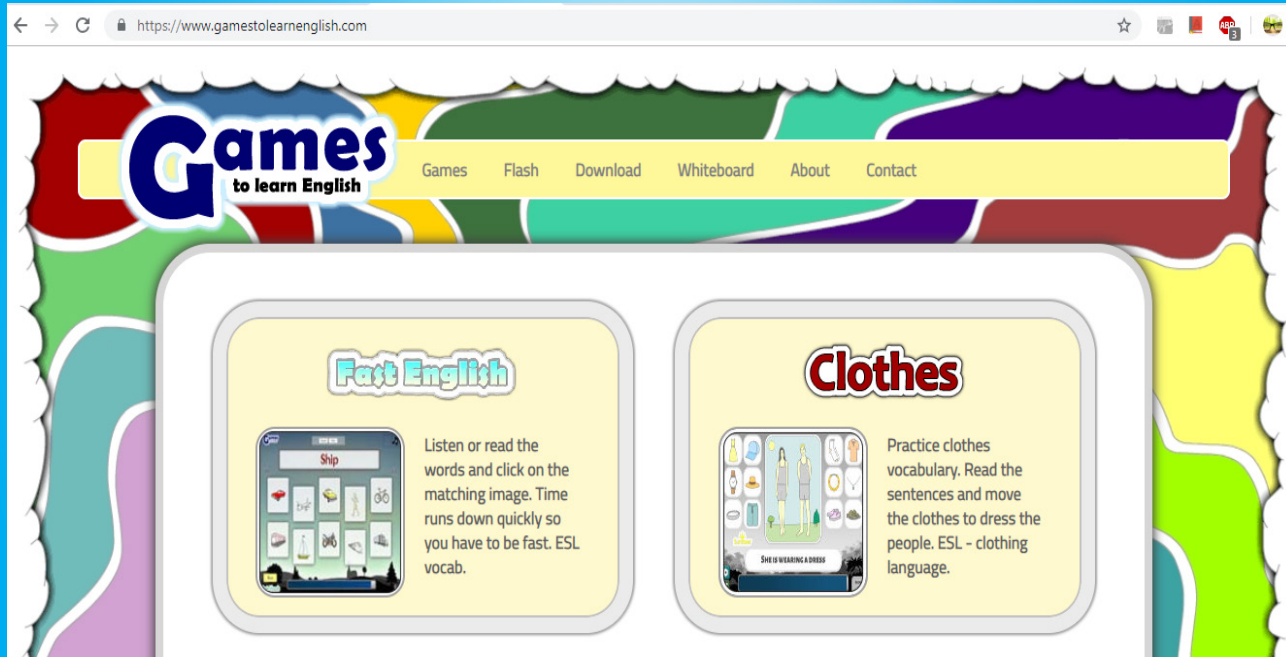 https://www.gamestolearnenglish.com
ABP
3
Games
to learn English
Games Flash Download Whiteboard About Contact
Fast English
Ship
Listen or read the
words and click on the
matching image. Time
runs down quickly so
you have to be fast. ESL
vocab.
Clothes
SHE IS WEARING A DRESS
Practice clothes
vocabulary. Read the
sentences and move
the clothes to dress the
people. ESL - clothing
language.